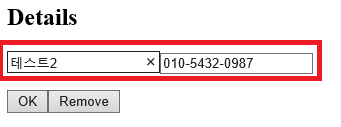 Details
테스트2 × 010-5432-0987
OK Remove